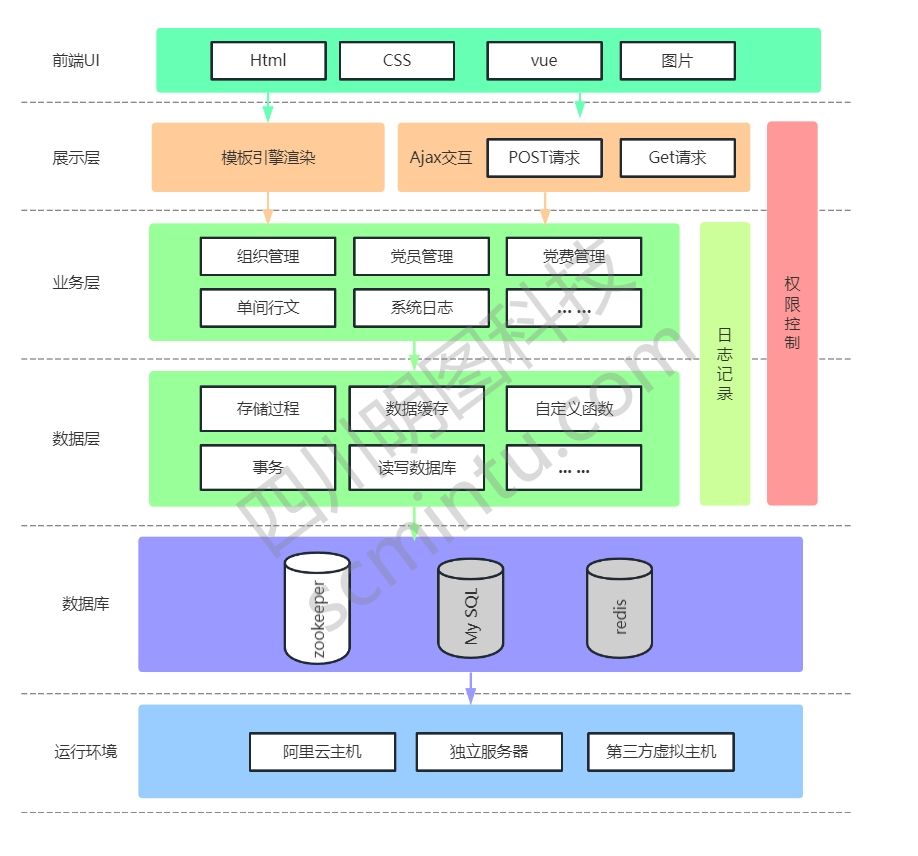 前端UI
Html
CSS
vue
图片
展示层
模板引擎渲染
Ajax交互
POST请求
Get请求
业务层
组织管理
党员管理
党费管理
单间行文
系统日志
... ...
日志记录
权限控制
数据层
存储过程
数据缓存
自定义函数
事务
读写数据库
... ...
数据库
zookeeper
My SQL
redis
运行环境
阿里云主机
独立服务器
第三方虚拟主机
四川明图科技
scmintu.com